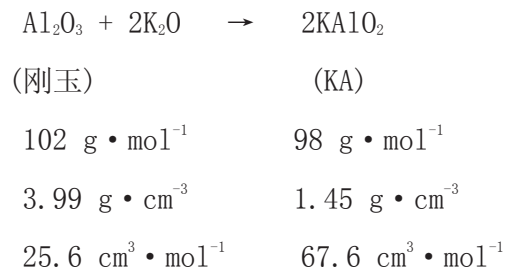 Al₂O₃ + 2K₂O → 2KAlO₂
(刚玉) (KA)
102 g·mol⁻¹ 98 g·mol⁻¹
3.99 g·cm⁻³ 1.45 g·cm⁻³
25.6 cm³·mol⁻¹ 67.6 cm³·mol⁻¹